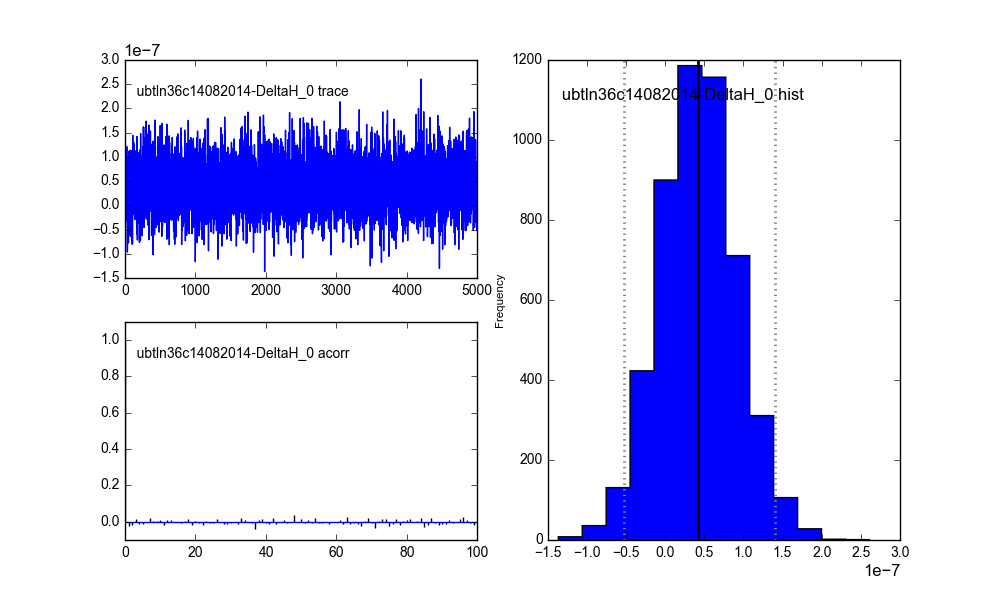 1e−7
3.0
2.5
2.0
1.5
1.0
0.5
0.0
−0.5
−1.0
−1.5
ubtln36c14082014-DeltaH_0 trace
0 1000 2000 3000 4000 5000
1.0
0.8
0.6
0.4
0.2
0.0
ubtln36c14082014-DeltaH_0 acorr
0 20 40 60 80 100
Frequency
1200
1000
800
600
400
200
0
ubtln36c14082014-DeltaH_0 hist
−1.5 −1.0 −0.5 0.0 0.5 1.0 1.5 2.0 2.5 3.0
1e−7